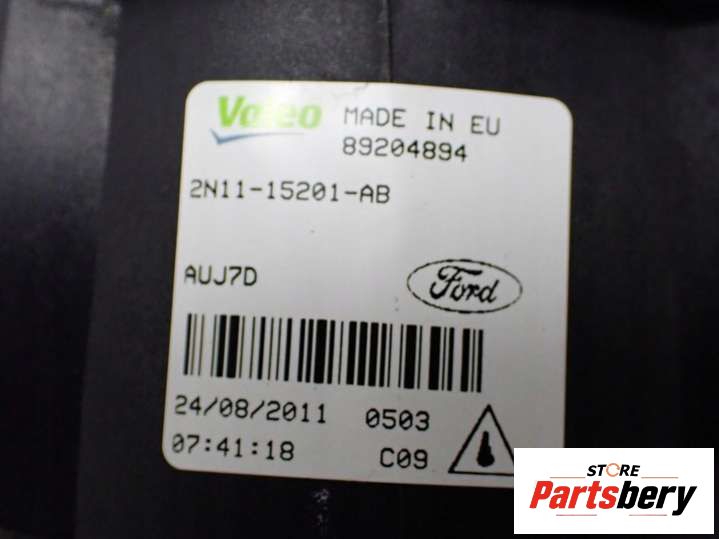 Valeo MADE IN EU
89204894
2N11-15201-AB
AUJ7D Ford
24/08/2011 0503
07:41:18 C09
STORE
Partsbery